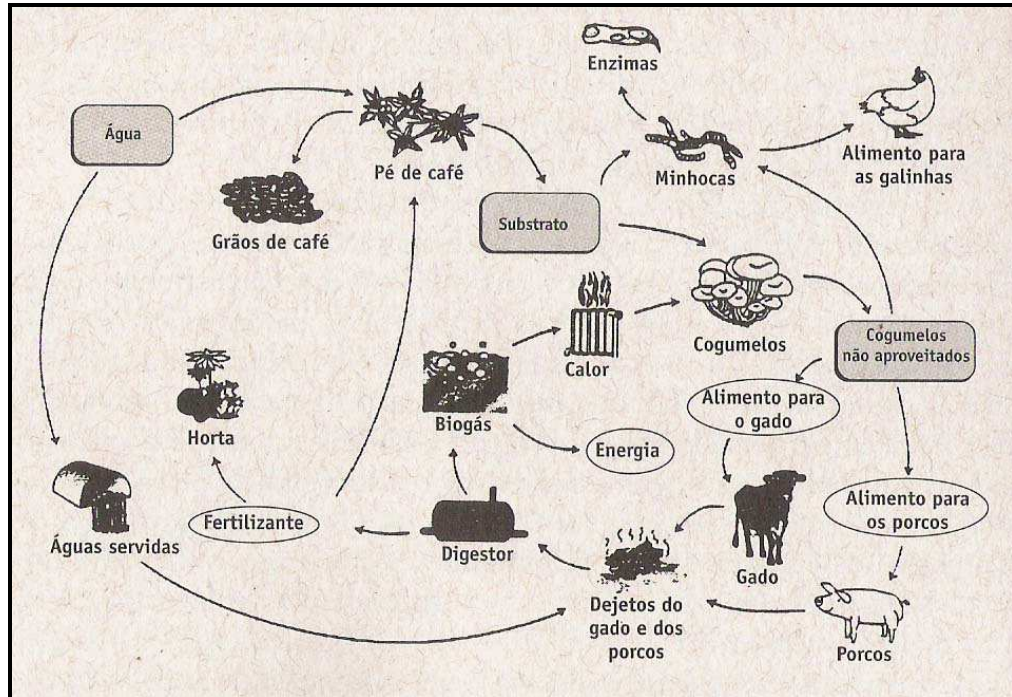 Enzimas
Água
Pé de café
Minhocas
Alimento para
as galinhas
Grãos de café
Substrato
Cogumelos
Cogumelos
não aproveitados
Calor
Alimento para
o gado
Biogás
Horta
Energia
Alimento para
os porcos
Fertilizante
Águas servidas
Digestor
Gado
Dejetos do
gado e dos
porcos
Porcos